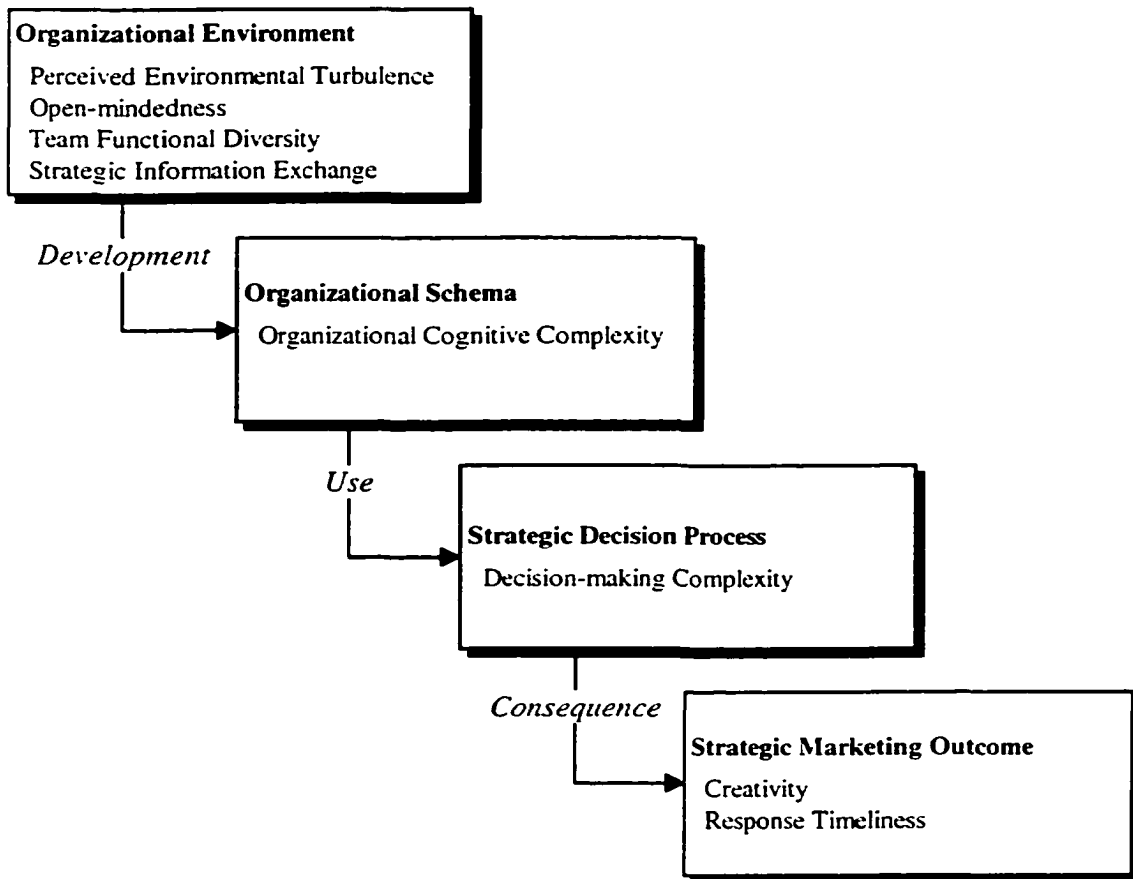 Organizational Environment
Perceived Environmental Turbulence
Open-mindedness
Team Functional Diversity
Strategic Information Exchange
Development
Organizational Schema
Organizational Cognitive Complexity
Use
Strategic Decision Process
Decision-making Complexity
Consequence
Strategic Marketing Outcome
Creativity
Response Timeliness